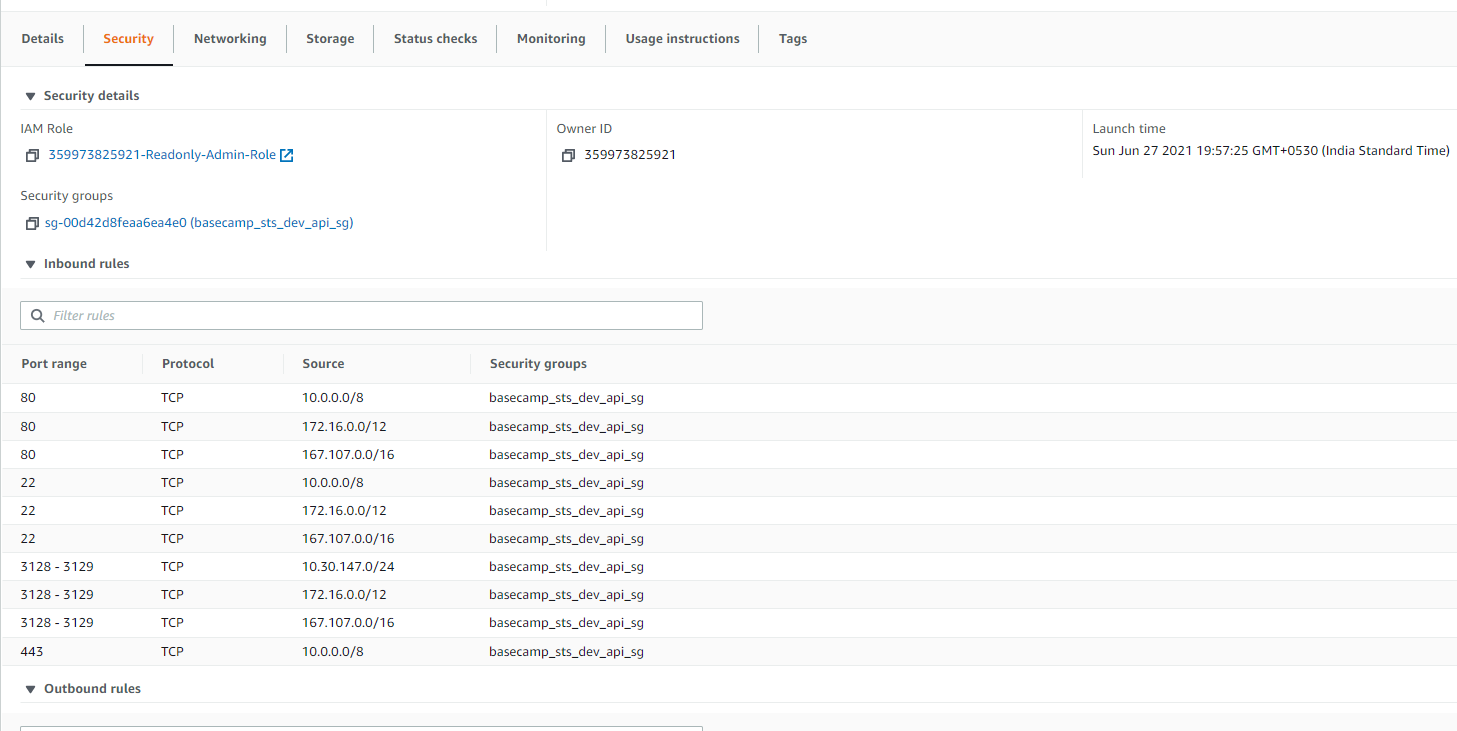 Details Security Networking Storage Status checks Monitoring Usage instructions Tags
Security details
IAM Role Owner ID Launch time
359973825921-Readonly-Admin-Role 359973825921 Sun Jun 27 2021 19:57:25 GMT+0530 (India Standard Time)
Security groups
sg-00d42d8feaa6ea4e0 (basecamp_sts_dev_api_sg)
Inbound rules
Filter rules
Port range Protocol Source Security groups
80 TCP 10.0.0.0/8 basecamp_sts_dev_api_sg
80 TCP 172.16.0.0/12 basecamp_sts_dev_api_sg
80 TCP 167.107.0.0/16 basecamp_sts_dev_api_sg
22 TCP 10.0.0.0/8 basecamp_sts_dev_api_sg
22 TCP 172.16.0.0/12 basecamp_sts_dev_api_sg
22 TCP 167.107.0.0/16 basecamp_sts_dev_api_sg
3128 - 3129 TCP 10.30.147.0/24 basecamp_sts_dev_api_sg
3128 - 3129 TCP 172.16.0.0/12 basecamp_sts_dev_api_sg
3128 - 3129 TCP 167.107.0.0/16 basecamp_sts_dev_api_sg
443 TCP 10.0.0.0/8 basecamp_sts_dev_api_sg
Outbound rules